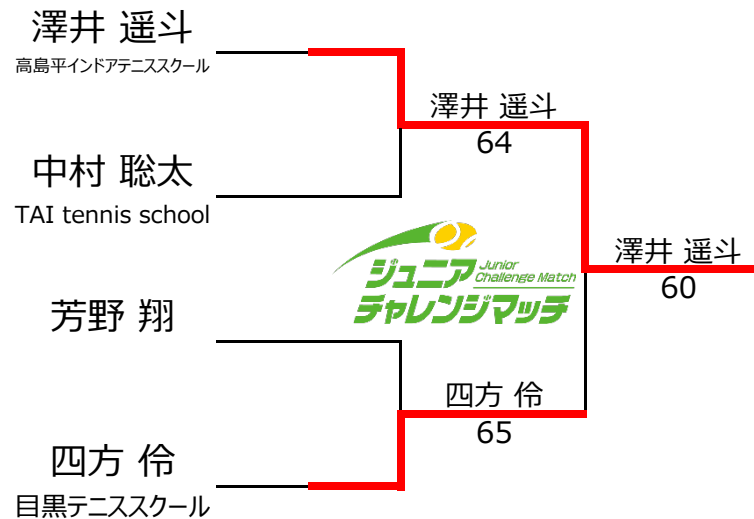 澤井 遥斗
高島平インドアテニススクール
澤井 遥斗
64
中村 聡太
TAI tennis school
澤井 遥斗
60
ジュニア
Junior
Challenge Match
チャレンジマッチ
芳野 翔
四方 伶
65
四方 伶
目黒テニススクール